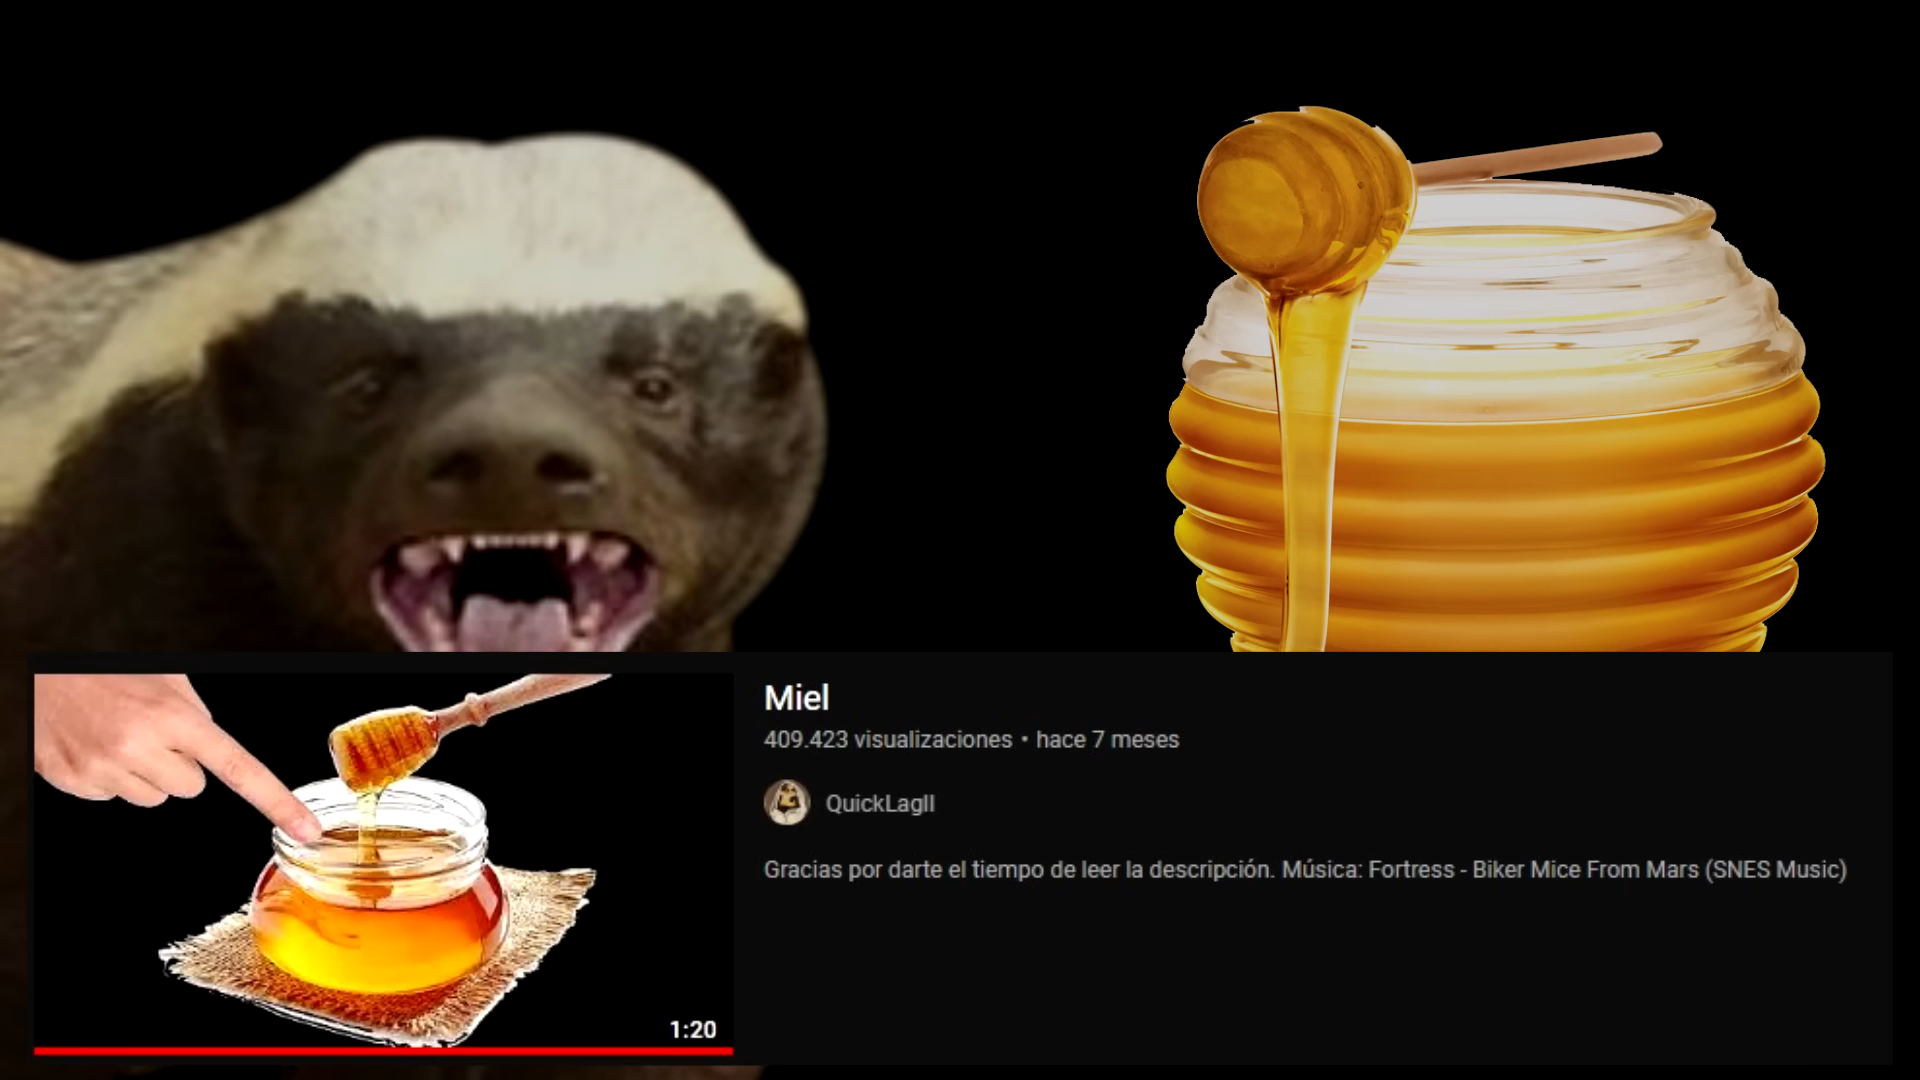 Miel
409.423 visualizaciones • hace 7 meses
QuickLagII
Gracias por darte el tiempo de leer la descripción. Música: Fortress - Biker Mice From Mars (SNES Music)
1:20